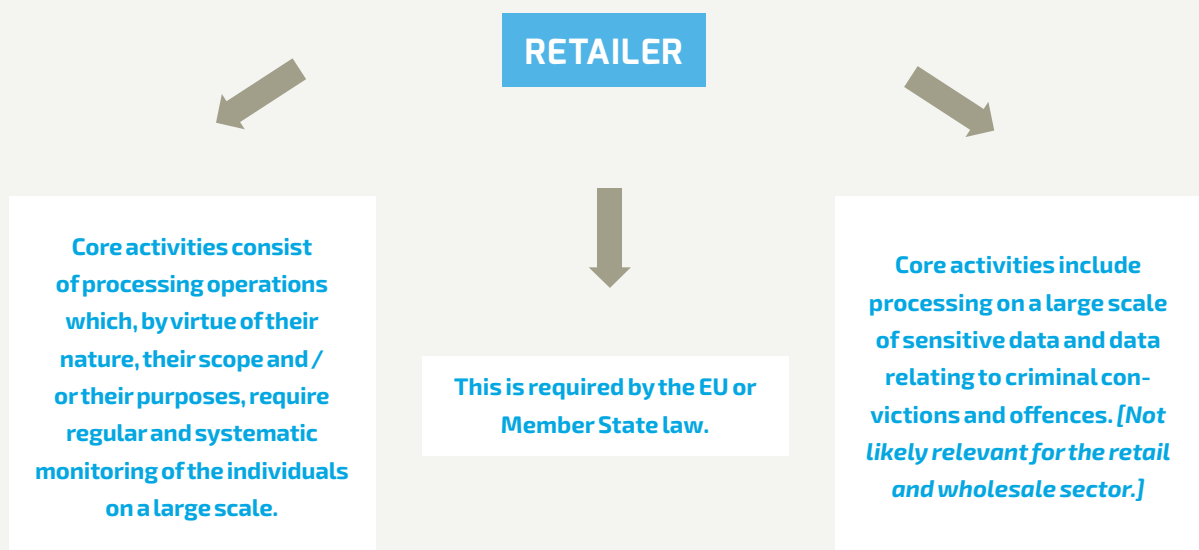 RETAILER
Core activities consist
of processing operations
which, by virtue of their
nature, their scope and /
or their purposes, require
regular and systematic
monitoring of the individuals
on a large scale.
This is required by the EU or
Member State law.
Core activities include
processing on a large scale
of sensitive data and data
relating to criminal con-
victions and offences. [Not
likely relevant for the retail
and wholesale sector.]